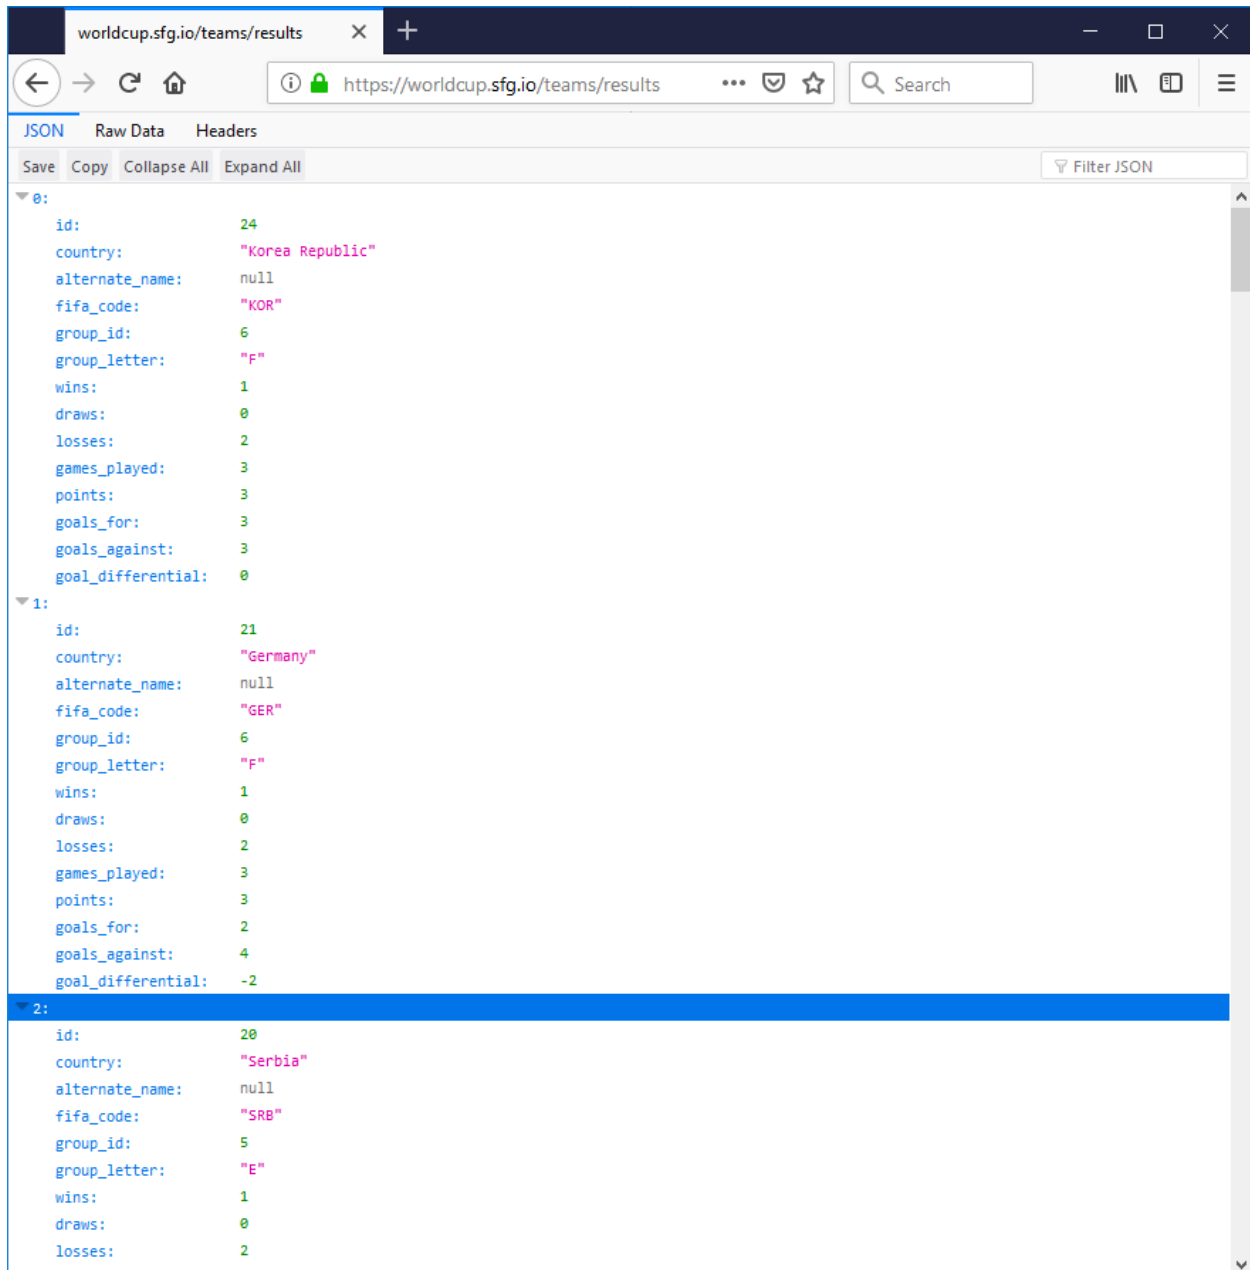 worldcup.sfg.io/teams/results
https://worldcup.sfg.io/teams/results
Search
JSON Raw Data Headers
Save Copy Collapse All Expand All Filter JSON
0:
id: 24
country: "Korea Republic"
alternate_name: null
fifa_code: "KOR"
group_id: 6
group_letter: "F"
wins: 1
draws: 0
losses: 2
games_played: 3
points: 3
goals_for: 3
goals_against: 3
goal_differential: 0
1:
id: 21
country: "Germany"
alternate_name: null
fifa_code: "GER"
group_id: 6
group_letter: "F"
wins: 1
draws: 0
losses: 2
games_played: 3
points: 3
goals_for: 2
goals_against: 4
goal_differential: -2
2:
id: 20
country: "Serbia"
alternate_name: null
fifa_code: "SRB"
group_id: 5
group_letter: "E"
wins: 1
draws: 0
losses: 2